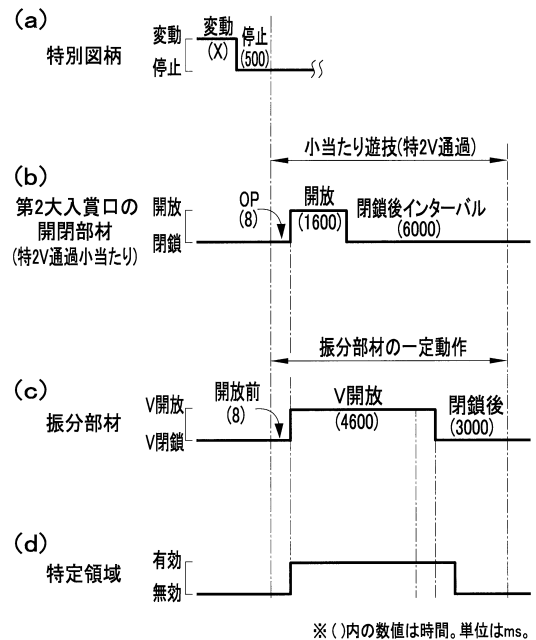 (a)
特別図柄
変動
停止
変動
(X)
停止
(500)
小当たり遊技(特2V通過)
(b)
第2大入賞口の
開閉部材
(特2V通過小当たり)
開放
閉鎖
OP
(8)
開放
(1600)
閉鎖後インターバル
(6000)
振分部材の一定動作
(c)
振分部材
V開放
V閉鎖
開放前
(8)
V開放
(4600)
閉鎖後
(3000)
(d)
特定領域
有効
無効
※( )内の数値は時間。単位はms。